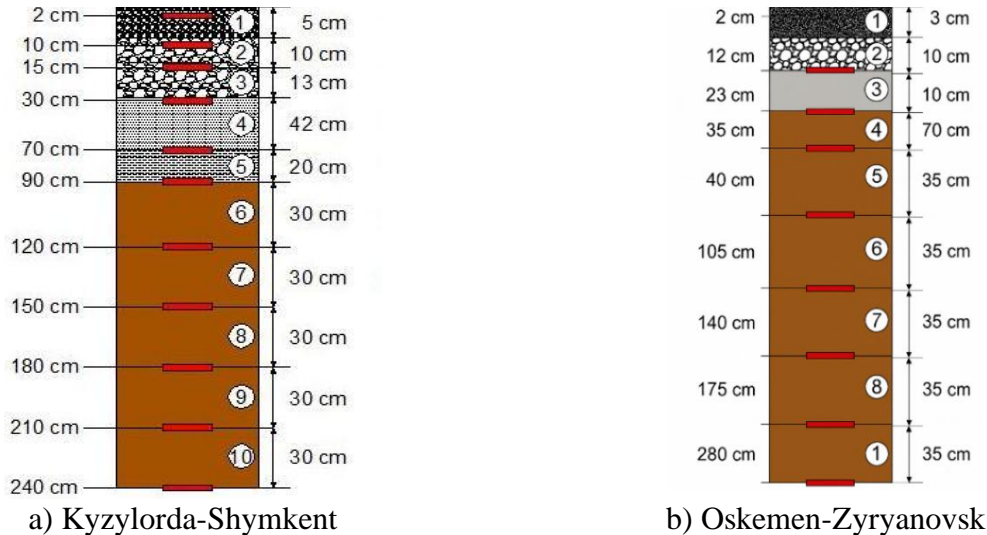 2 cm 1 5 cm
10 cm 2 10 cm
15 cm 3 13 cm
30 cm 4 42 cm
70 cm 5 20 cm
90 cm 6 30 cm
120 cm 7 30 cm
150 cm 8 30 cm
180 cm 9 30 cm
210 cm 10 30 cm
240 cm
a) Kyzylorda-Shymkent
2 cm 1 3 cm
12 cm 2 10 cm
23 cm 3 10 cm
35 cm 4 70 cm
40 cm 5 35 cm
105 cm 6 35 cm
140 cm 7 35 cm
175 cm 8 35 cm
280 cm 1 35 cm
b) Oskemen-Zyryanovsk